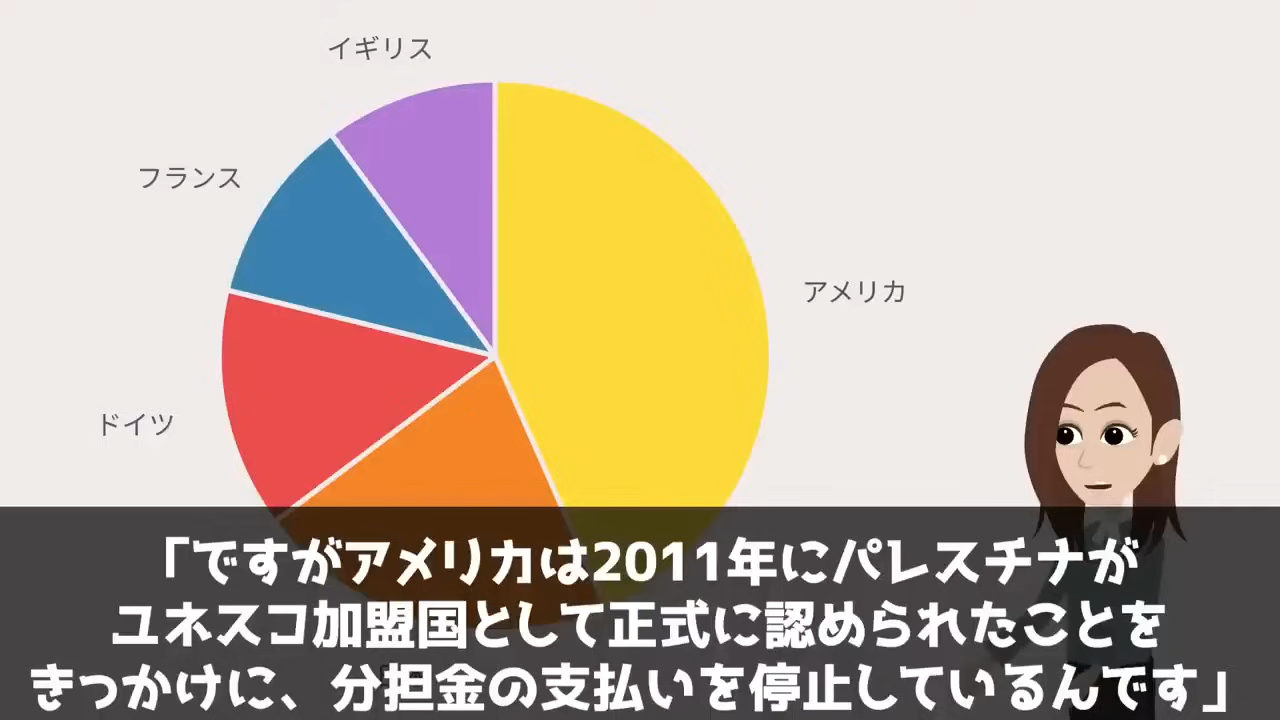 イギリス
フランス
アメリカ
ドイツ
「ですがアメリカは2011年にパレスチナが
ユネスコ加盟国として正式に認められたことを
きっかけに、分担金の支払いを停止しているんです」